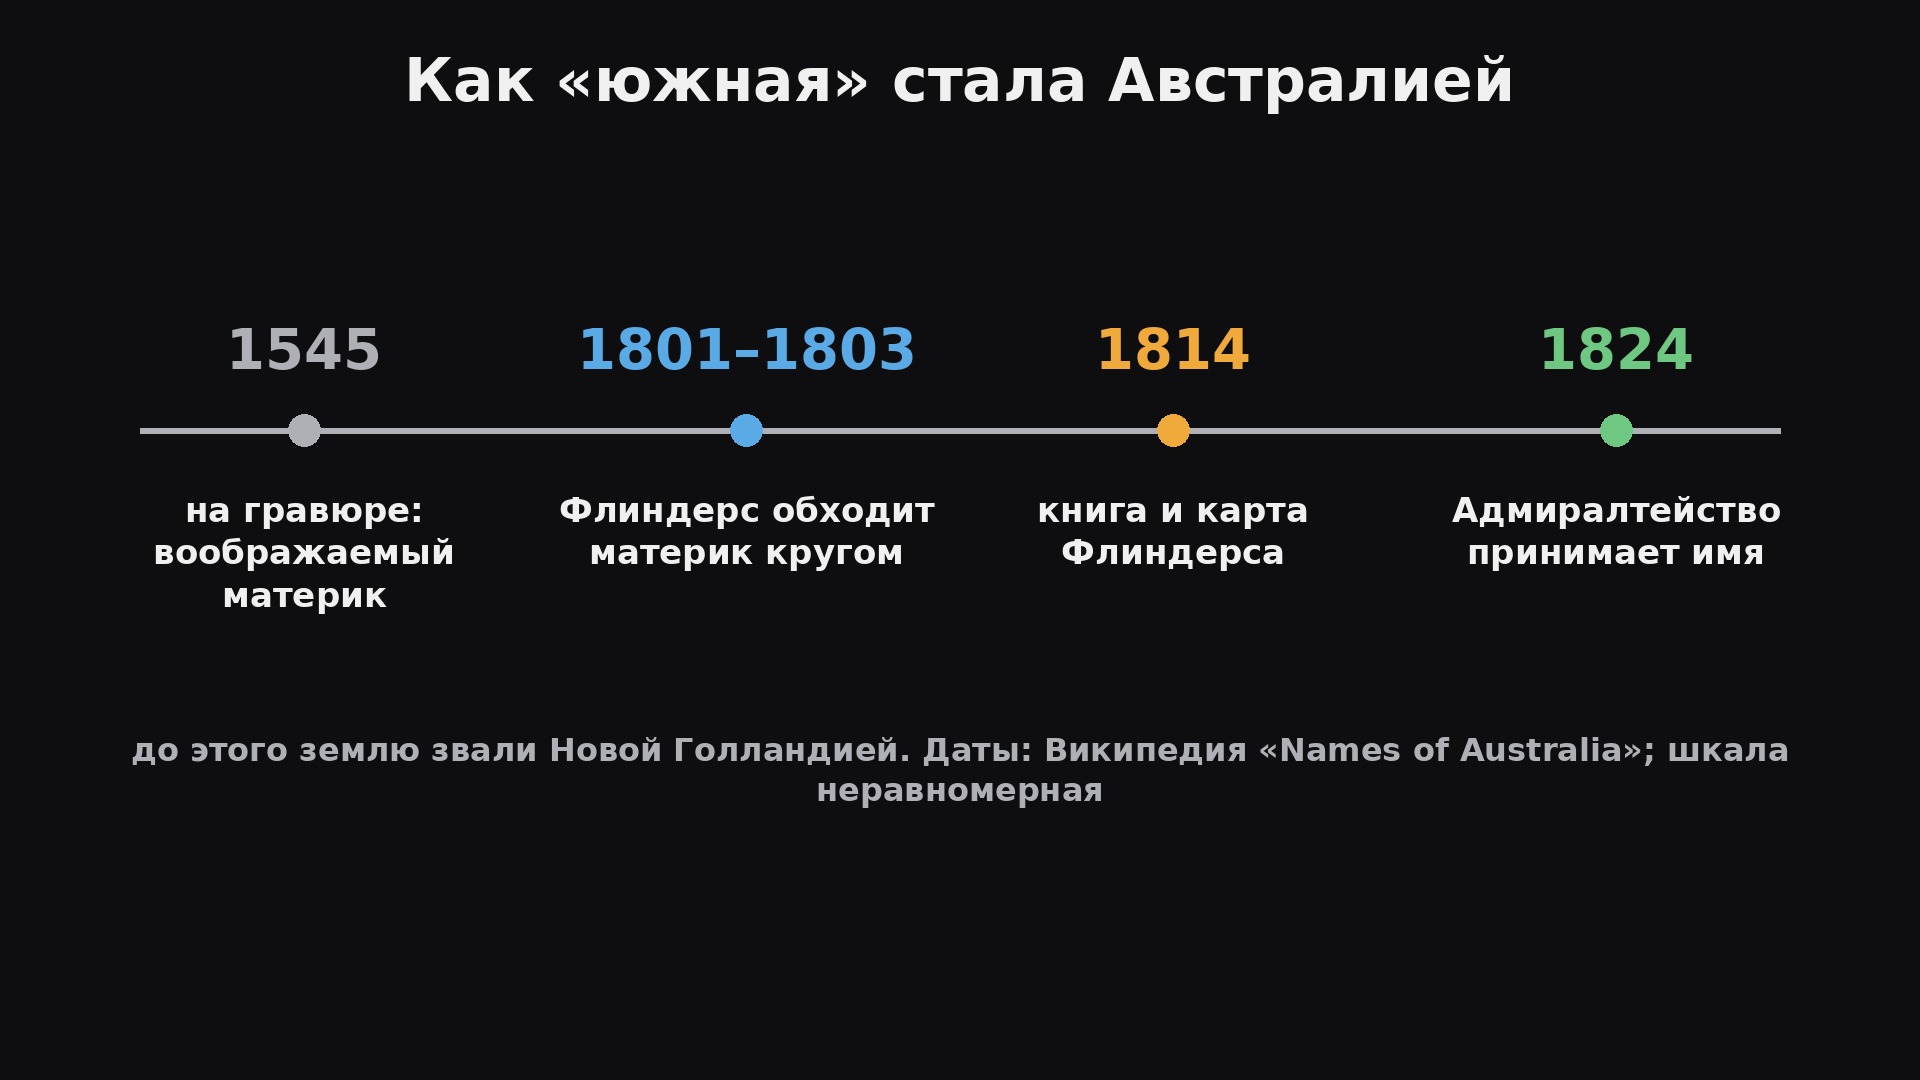 Как «южная» стала Австралией
1545
1801–1803
1814
1824
на гравюре:
воображаемый
материк
Флиндерс обходит
материк кругом
книга и карта
Флиндерса
Адмиралтейство
принимает имя
до этого землю звали Новой Голландией. Даты: Википедия «Names of Australia»; шкала
неравномерная